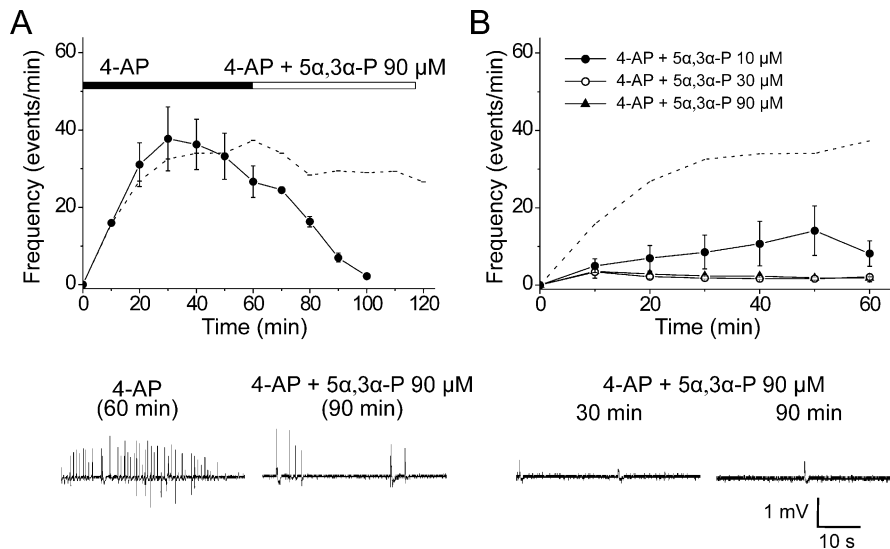 A
60
40
20
0
Frequency (events/min)
4-AP
4-AP + 5α,3α-P 90 µM
0 20 40 60 80 100 120
Time (min)
4-AP
(60 min)
4-AP + 5α,3α-P 90 µM
(90 min)
B
60
40
20
0
Frequency (events/min)
4-AP + 5α,3α-P 10 µM
4-AP + 5α,3α-P 30 µM
4-AP + 5α,3α-P 90 µM
0 20 40 60
Time (min)
4-AP + 5α,3α-P 90 µM
30 min 90 min
1 mV
10 s